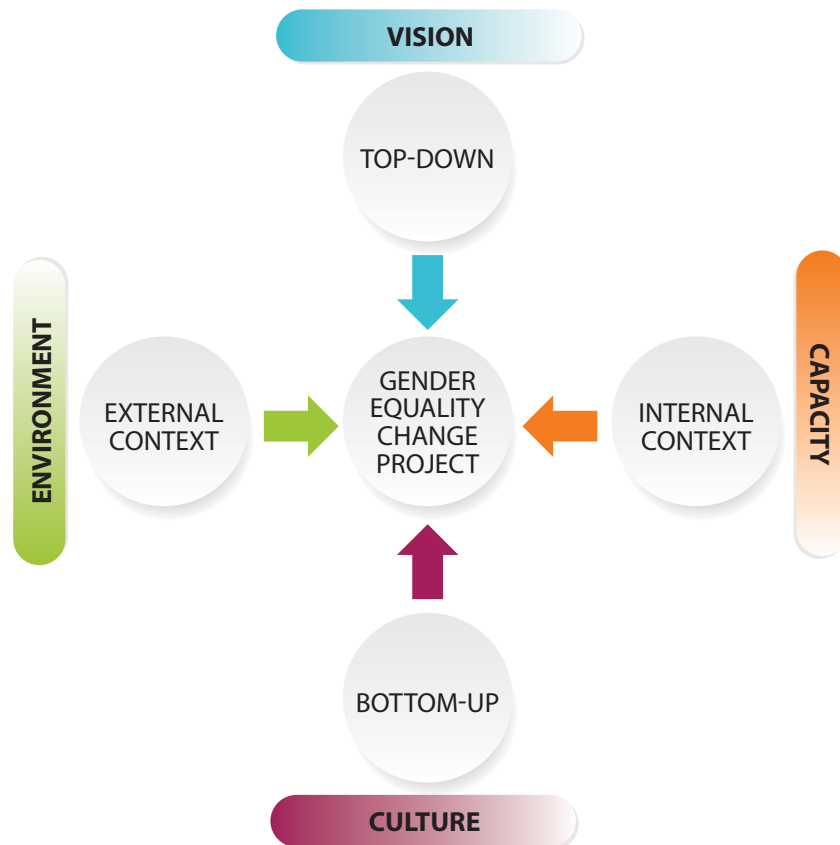 VISION
TOP-DOWN
ENVIRONMENT
EXTERNAL
CONTEXT
GENDER
EQUALITY
CHANGE
PROJECT
INTERNAL
CONTEXT
CAPACITY
BOTTOM-UP
CULTURE